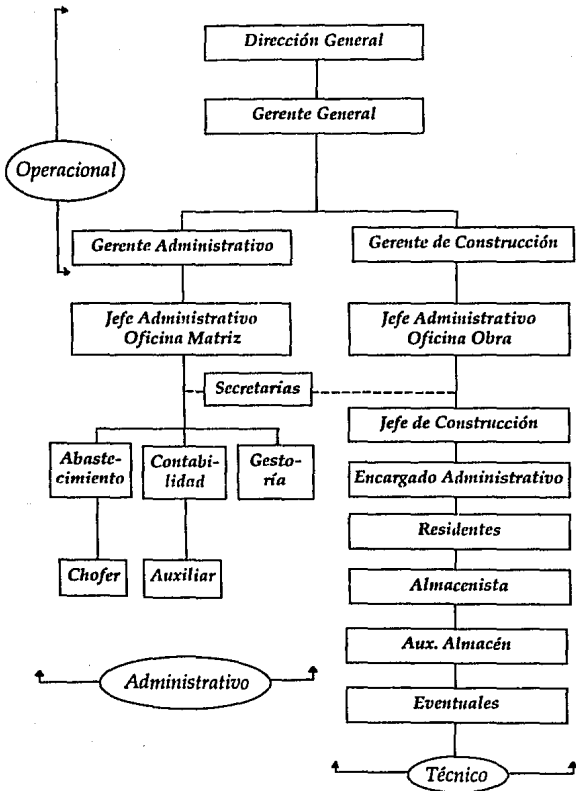 Dirección General
Gerente General
Operacional
Gerente Administrativo
Gerente de Construcción
Jefe Administrativo
Oficina Matriz
Jefe Administrativo
Oficina Obra
Secretarías
Jefe de Construcción
Abaste-
cimiento
Contabi-
lidad
Gesto-
ría
Encargado Administrativo
Residentes
Chofer
Auxiliar
Almacenista
Aux. Almacén
Administrativo
Eventuales
Técnico